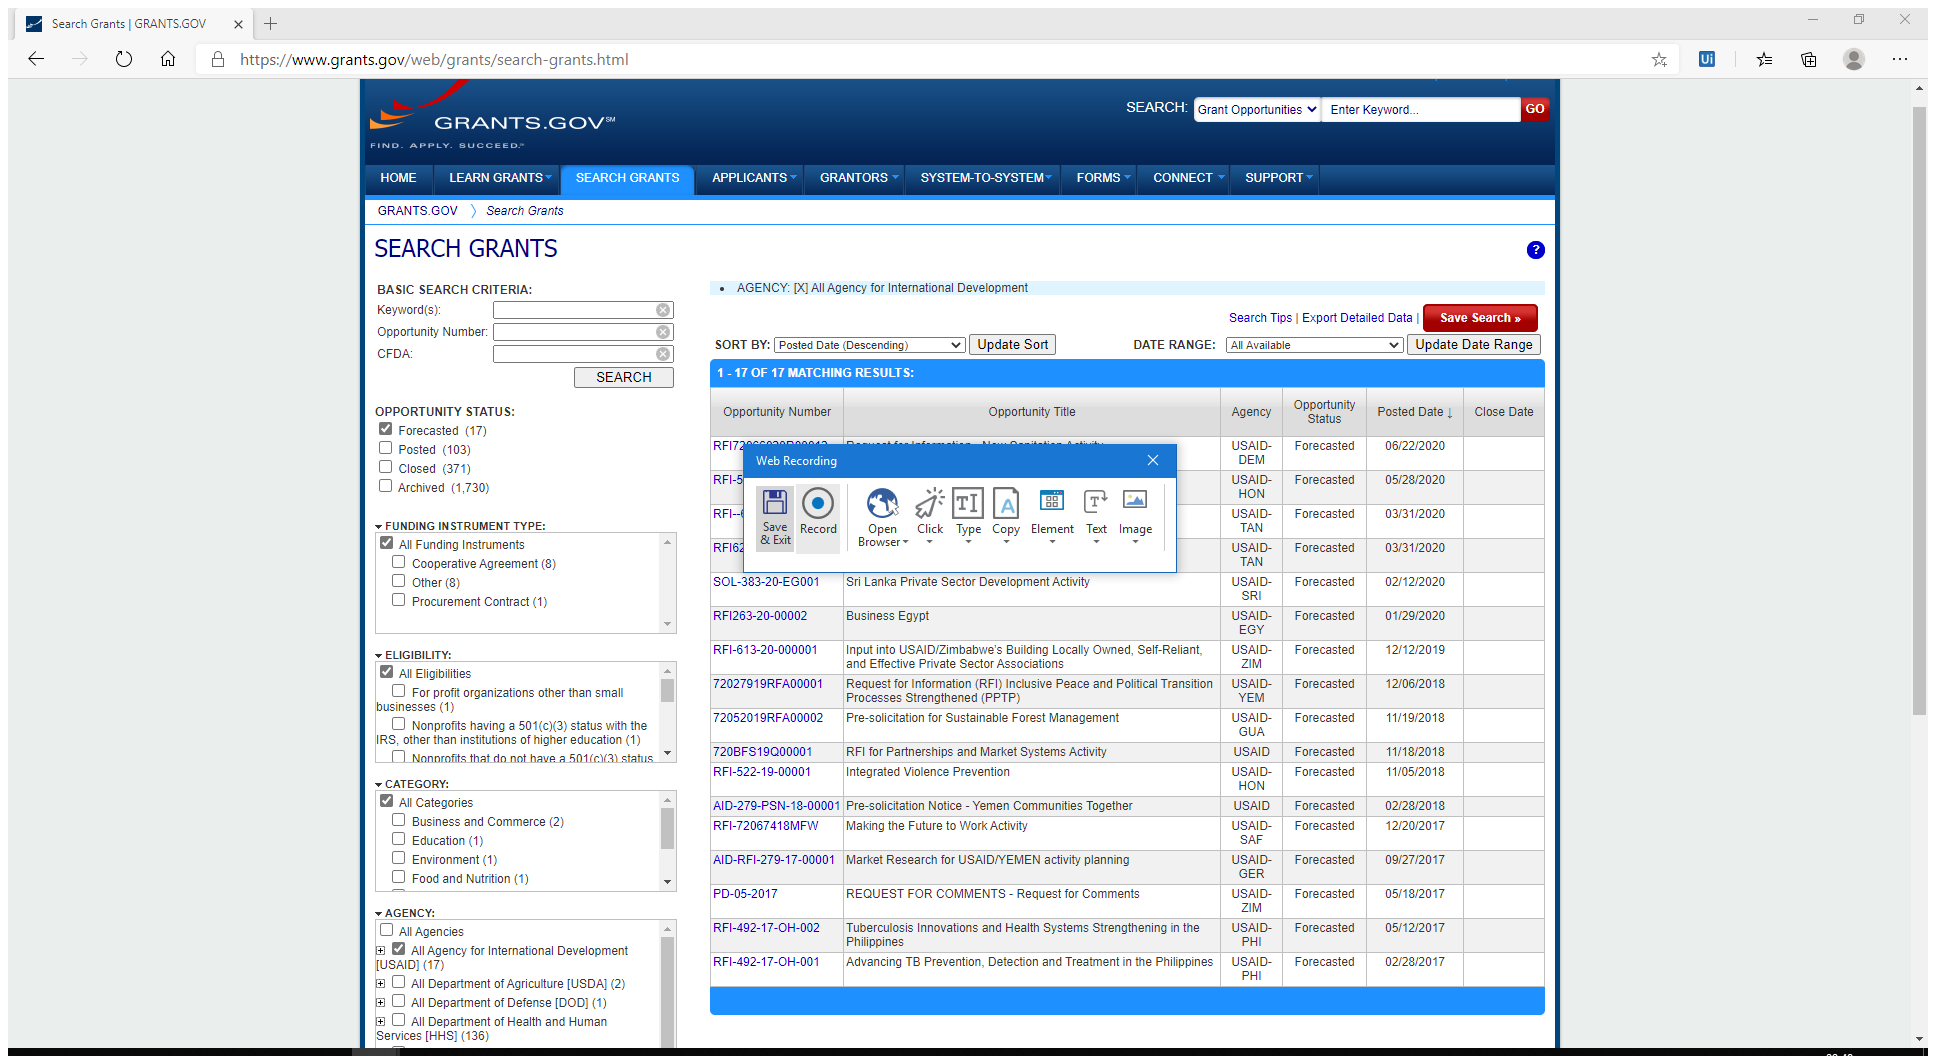 Search Grants | GRANTS.GOV
https://www.grants.gov/web/grants/search-grants.html
Ui
GRANTS.GOV℠
FIND. APPLY. SUCCEED.℠
SEARCH: Grant Opportunities Enter Keyword... GO
HOME LEARN GRANTS SEARCH GRANTS APPLICANTS GRANTORS SYSTEM-TO-SYSTEM FORMS CONNECT SUPPORT
GRANTS.GOV 〉 Search Grants
SEARCH GRANTS
?
BASIC SEARCH CRITERIA:
Keyword(s):
Opportunity Number:
CFDA:
SEARCH
OPPORTUNITY STATUS:
Forecasted (17)
Posted (103)
Closed (371)
Archived (1,730)
FUNDING INSTRUMENT TYPE:
All Funding Instruments
Cooperative Agreement (8)
Other (8)
Procurement Contract (1)
ELIGIBILITY:
All Eligibilities
For profit organizations other than small
businesses (1)
Nonprofits having a 501(c)(3) status with the
IRS, other than institutions of higher education (1)
Nonprofits that do not have a 501(c)(3) status
CATEGORY:
All Categories
Business and Commerce (2)
Education (1)
Environment (1)
Food and Nutrition (1)
AGENCY:
All Agencies
All Agency for International Development
[USAID] (17)
All Department of Agriculture [USDA] (2)
All Department of Defense [DOD] (1)
All Department of Health and Human
Services [HHS] (136)
• AGENCY: [X] All Agency for International Development
Search Tips | Export Detailed Data | Save Search »
SORT BY: Posted Date (Descending) Update Sort DATE RANGE: All Available Update Date Range
1 - 17 OF 17 MATCHING RESULTS:
Opportunity Number Opportunity Title Agency Opportunity Status Posted Date ↓ Close Date
RFI72 USAID-DEM Forecasted 06/22/2020
RFI-5 USAID-HON Forecasted 05/28/2020
RFI-- USAID-TAN Forecasted 03/31/2020
RFI62 USAID-TAN Forecasted 03/31/2020
Web Recording
Save & Exit
Record
Open Browser
Click
Type
Copy
Element
Text
Image
SOL-383-20-EG001 Sri Lanka Private Sector Development Activity USAID-SRI Forecasted 02/12/2020
RFI263-20-00002 Business Egypt USAID-EGY Forecasted 01/29/2020
RFI-613-20-000001 Input into USAID/Zimbabwe's Building Locally Owned, Self-Reliant, and Effective Private Sector Associations USAID-ZIM Forecasted 12/12/2019
72027919RFA00001 Request for Information (RFI) Inclusive Peace and Political Transition Processes Strengthened (PPTP) USAID-YEM Forecasted 12/06/2018
72052019RFA00002 Pre-solicitation for Sustainable Forest Management USAID-GUA Forecasted 11/19/2018
720BFS19Q00001 RFI for Partnerships and Market Systems Activity USAID Forecasted 11/18/2018
RFI-522-19-00001 Integrated Violence Prevention USAID-HON Forecasted 11/05/2018
AID-279-PSN-18-00001 Pre-solicitation Notice - Yemen Communities Together USAID Forecasted 02/28/2018
RFI-72067418MFW Making the Future to Work Activity USAID-SAF Forecasted 12/20/2017
AID-RFI-279-17-00001 Market Research for USAID/YEMEN activity planning USAID-GER Forecasted 09/27/2017
PD-05-2017 REQUEST FOR COMMENTS - Request for Comments USAID-ZIM Forecasted 05/18/2017
RFI-492-17-OH-002 Tuberculosis Innovations and Health Systems Strengthening in the Philippines USAID-PHI Forecasted 05/12/2017
RFI-492-17-OH-001 Advancing TB Prevention, Detection and Treatment in the Philippines USAID-PHI Forecasted 02/28/2017